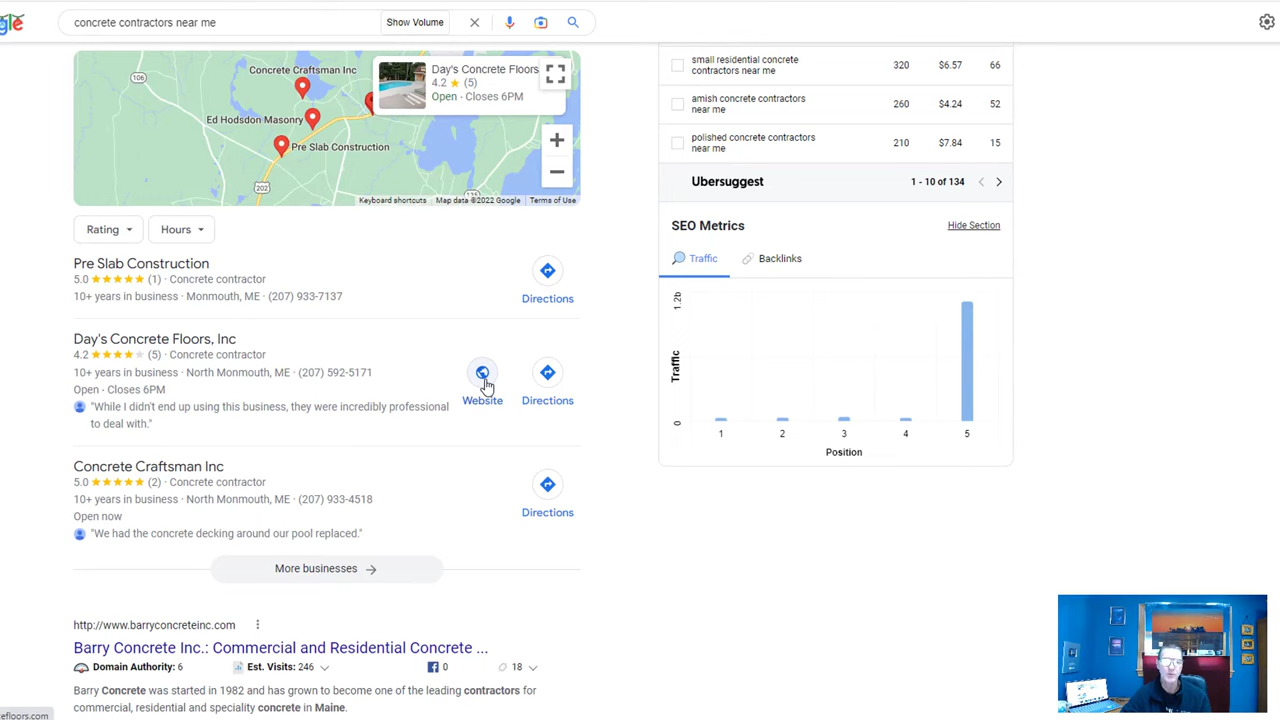 gle
concrete contractors near me
Show Volume
106
Concrete Craftsman Inc
Day's Concrete Floors
4.2 ★ (5)
Open · Closes 6PM
Ed Hodsdon Masonry
Pre Slab Construction
202
+
−
Keyboard shortcuts
Map data ©2022 Google
Terms of Use
Rating
Hours
Pre Slab Construction
5.0 ★★★★★ (1) · Concrete contractor
10+ years in business · Monmouth, ME · (207) 933-7137
Directions
Day's Concrete Floors, Inc
4.2 ★★★★★ (5) · Concrete contractor
10+ years in business · North Monmouth, ME · (207) 592-5171
Open · Closes 6PM
"While I didn't end up using this business, they were incredibly professional
to deal with."
Website
Directions
Concrete Craftsman Inc
5.0 ★★★★★ (2) · Concrete contractor
10+ years in business · North Monmouth, ME · (207) 933-4518
Open now
"We had the concrete decking around our pool replaced."
Directions
More businesses →
http://www.barryconcreteinc.com
Barry Concrete Inc.: Commercial and Residential Concrete ...
Domain Authority: 6
Est. Visits: 246
0
18
Barry Concrete was started in 1982 and has grown to become one of the leading contractors for
commercial, residential and speciality concrete in Maine.
efloors.com
small residential concrete
contractors near me
320
$6.57
66
amish concrete contractors
near me
260
$4.24
52
polished concrete contractors
near me
210
$7.84
15
Ubersuggest
1 - 10 of 134
SEO Metrics
Hide Section
Traffic
Backlinks
1.2b
Traffic
0
1
2
3
4
5
Position